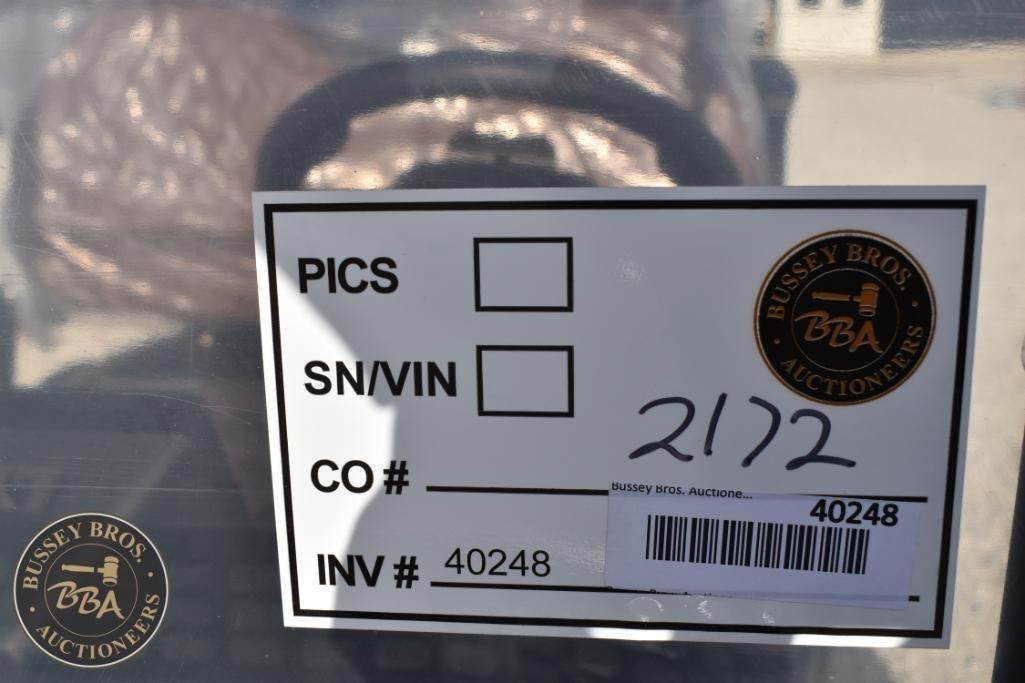 PICS
BUSSEY BROS.
BBA
AUCTIONEERS
SN/VIN
2172
CO #
Bussey Bros. Auctione...
40248
INV # 40248
BUSSEY BROS.
BBA
AUCTIONEERS